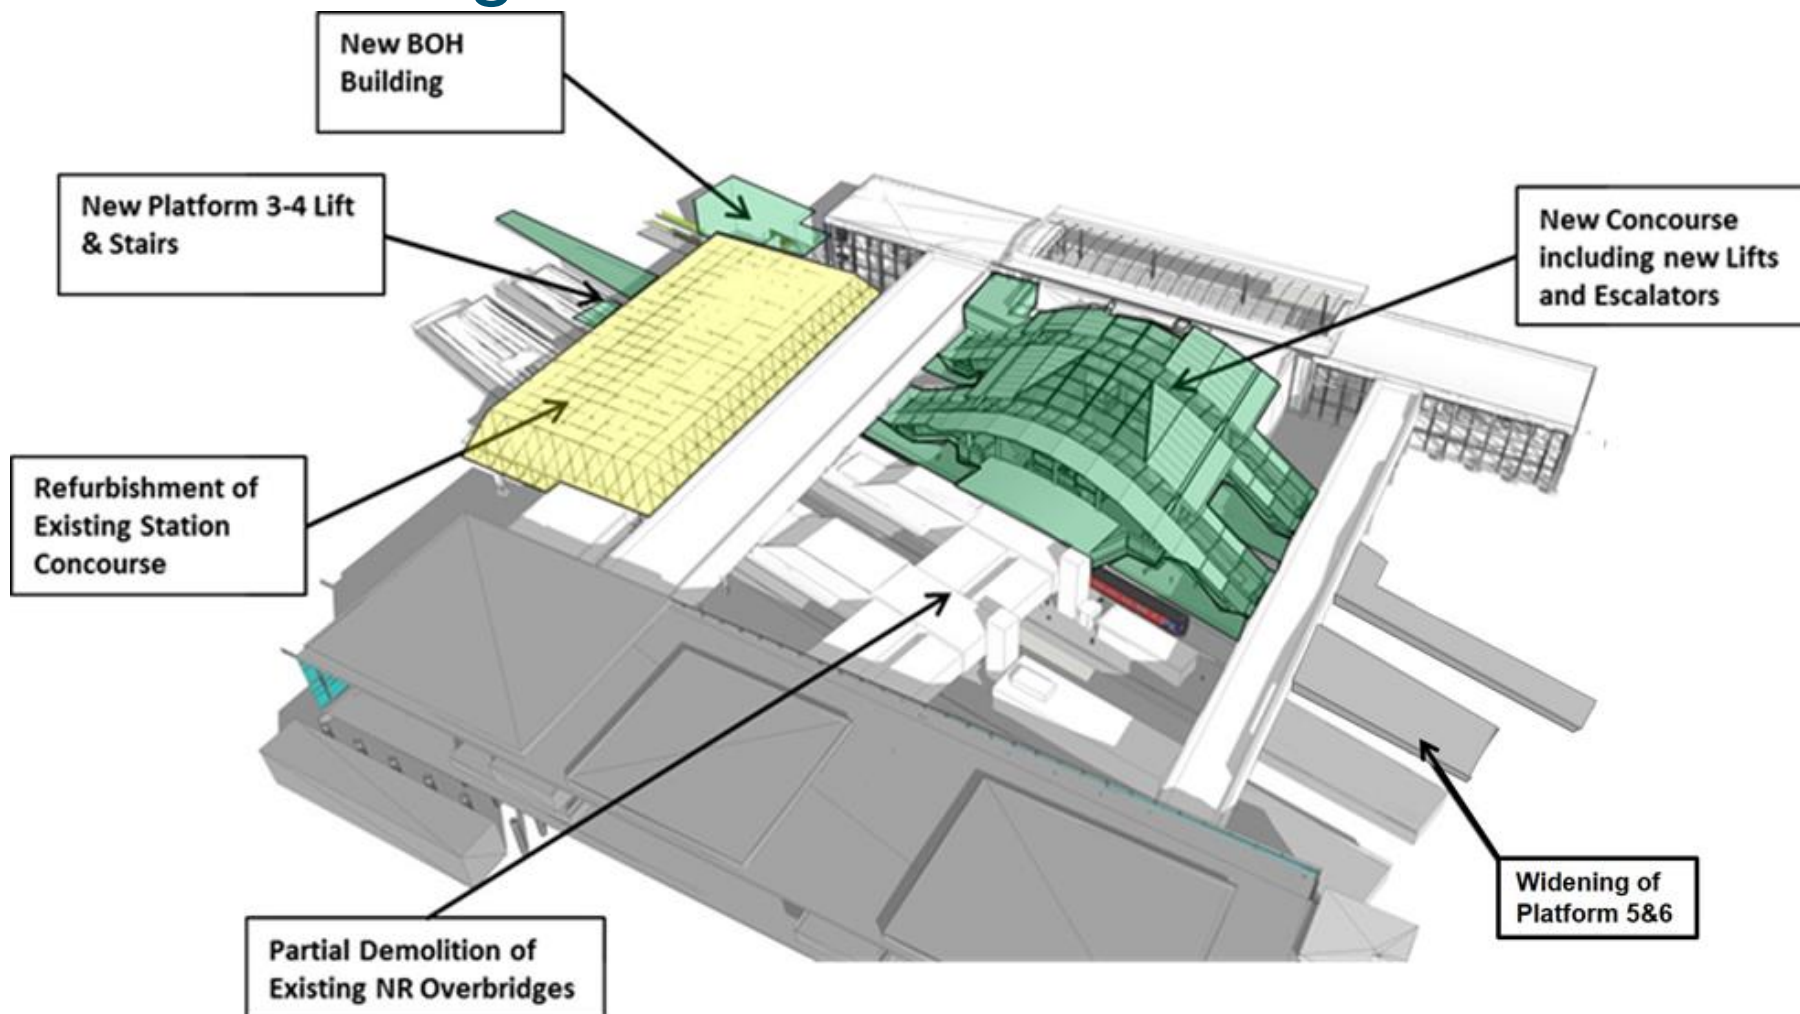 New BOH
Building
New Platform 3-4 Lift
& Stairs
New Concourse
including new Lifts
and Escalators
Refurbishment of
Existing Station
Concourse
Widening of
Platform 5&6
Partial Demolition of
Existing NR Overbridges